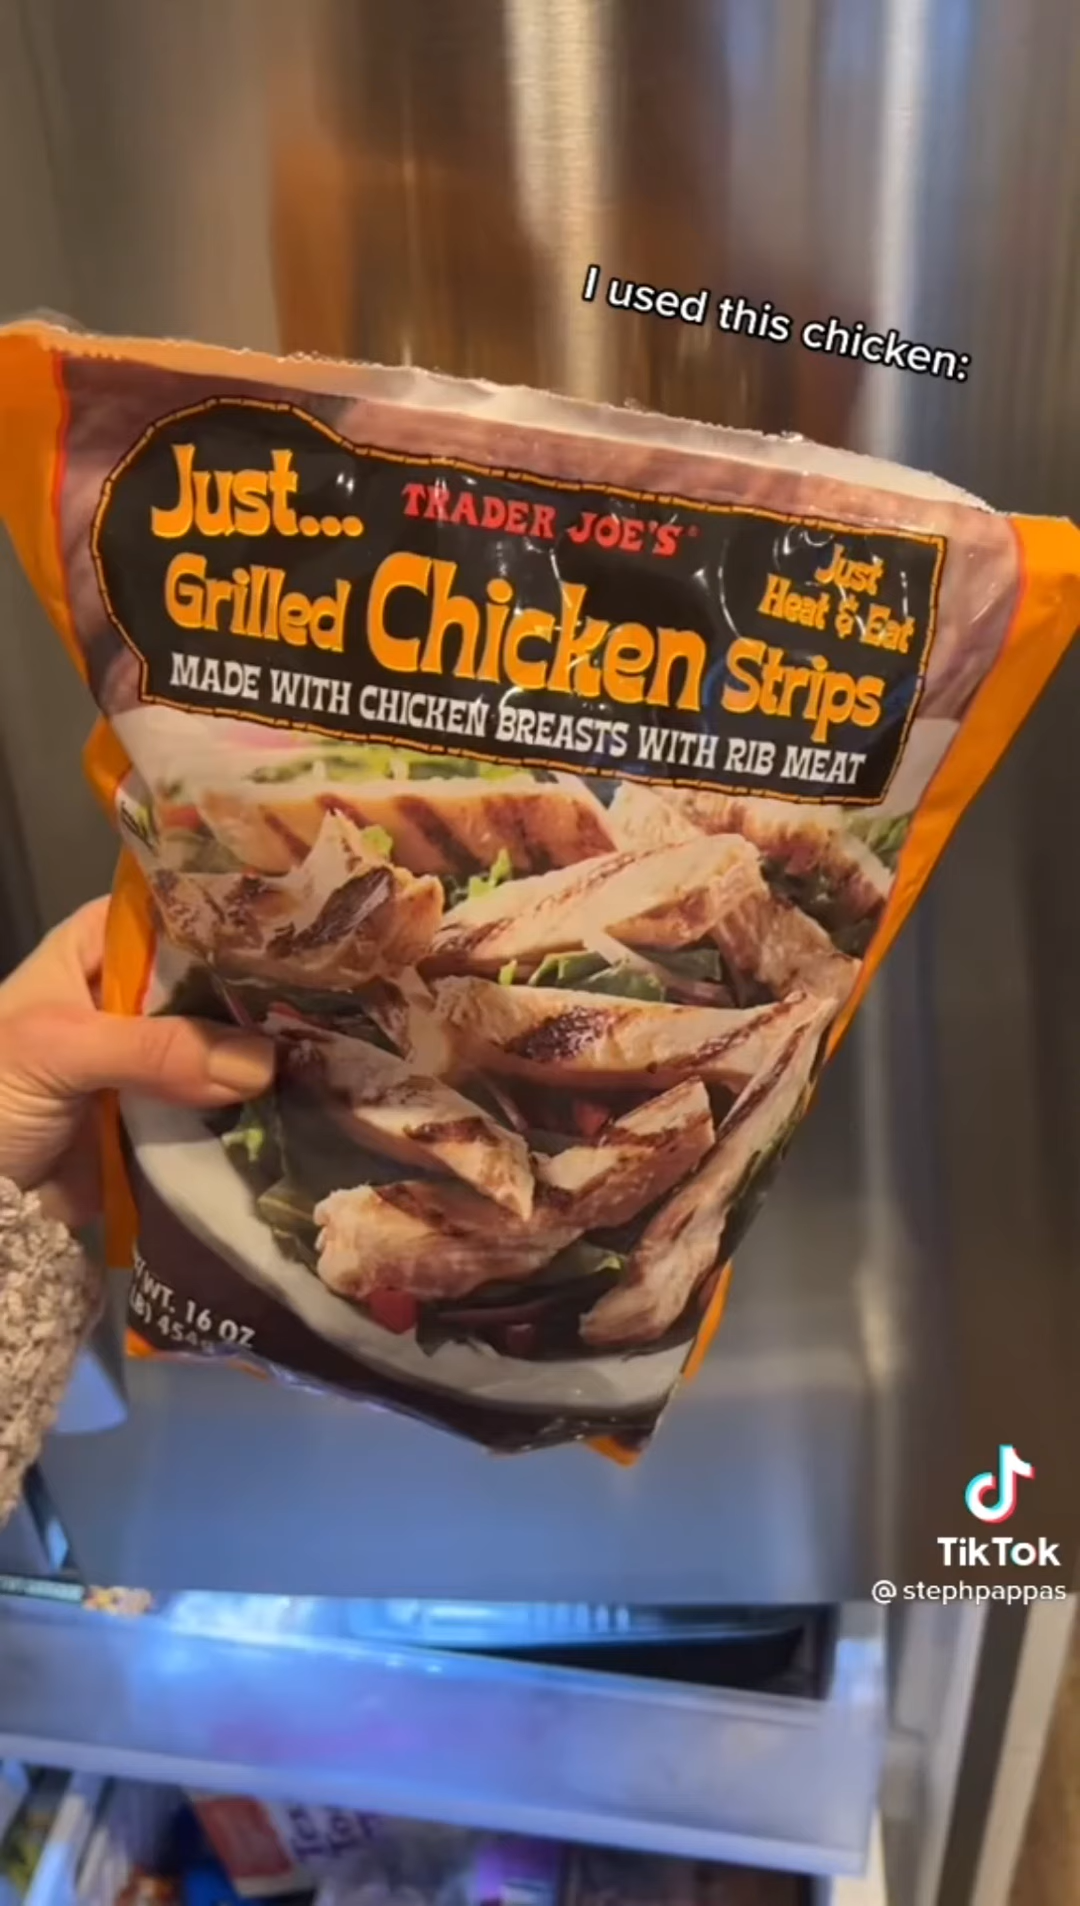 I used this chicken:
Just...
TRADER JOE'S
Just
Heat & Eat
Grilled Chicken Strips
MADE WITH CHICKEN BREASTS WITH RIB MEAT
WT. 16 OZ
454g
TikTok
@stephpappas